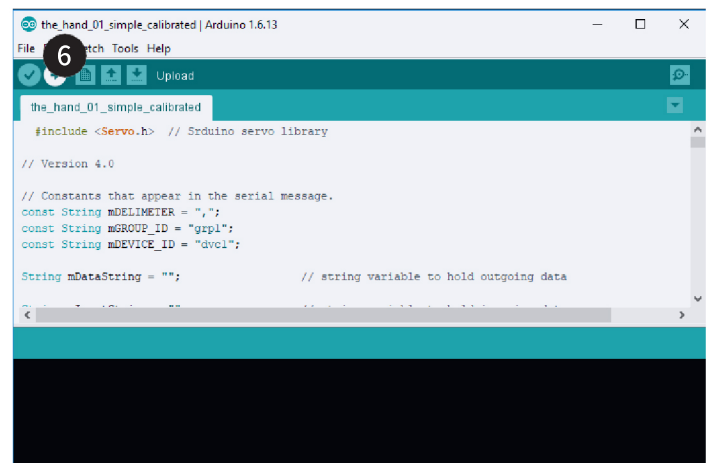 the_hand_01_simple_calibrated | Arduino 1.6.13
File
Tools Help
6
Upload
the_hand_01_simple_calibrated
#include <Servo.h> // Srduino servo library
// Version 4.0
// Constants that appear in the serial message.
const String mDELIMETER = ",";
const String mGROUP_ID = "grp1";
const String mDEVICE_ID = "dvc1";
String mDataString = ""; // string variable to hold outgoing data